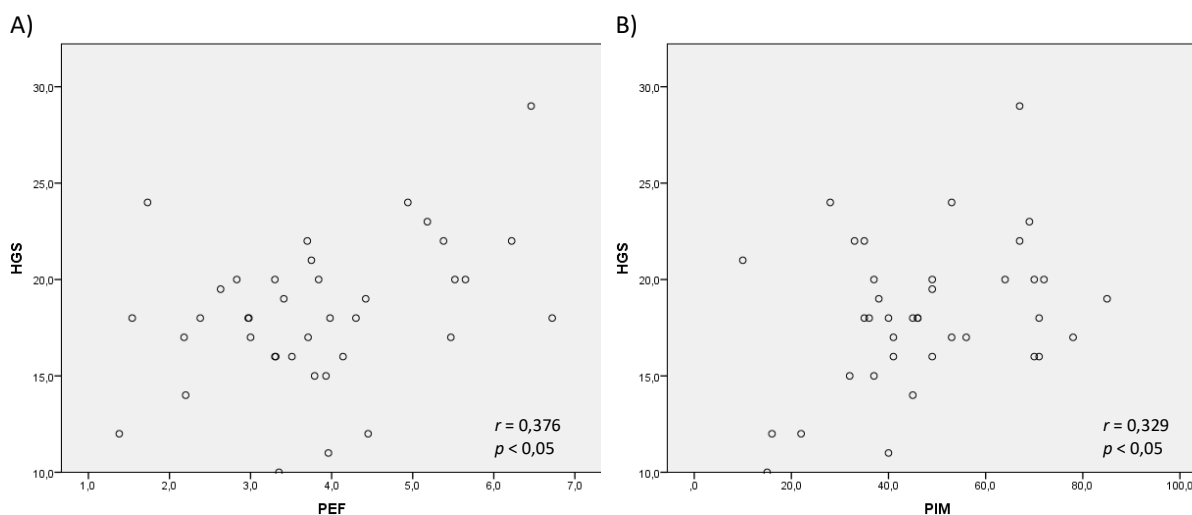 A)
30,0
25,0
20,0
15,0
10,0
HGS
1,0 2,0 3,0 4,0 5,0 6,0 7,0
PEF
r = 0,376
p < 0,05
B)
30,0
25,0
20,0
15,0
10,0
HGS
,0 20,0 40,0 60,0 80,0 100,0
PIM
r = 0,329
p < 0,05